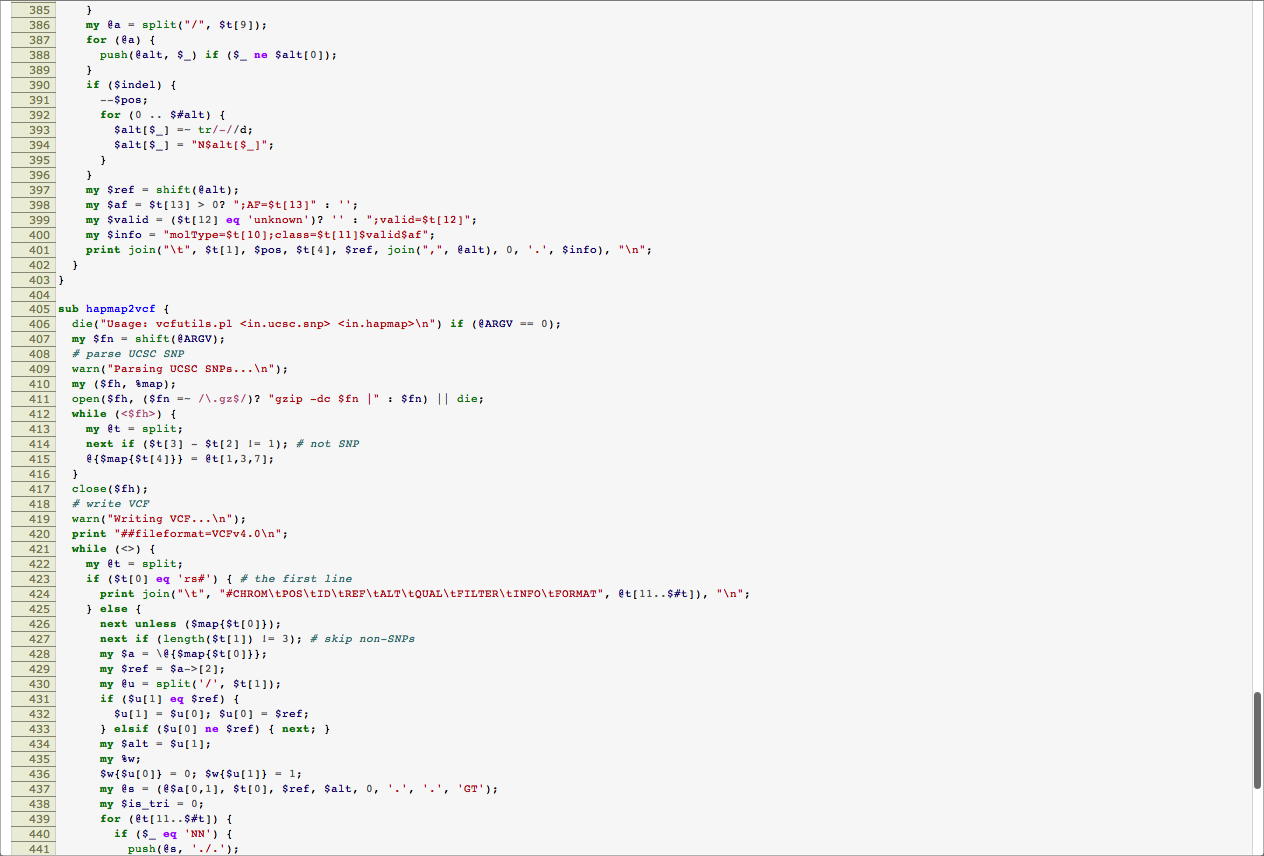 385     }
386     my @a = split("/", $t[9]);
387     for (@a) {
388       push(@alt, $_) if ($_ ne $alt[0]);
389     }
390     if ($indel) {
391       --$pos;
392       for (0 .. $#alt) {
393         $alt[$_] =~ tr/-//d;
394         $alt[$_] = "N$alt[$_]";
395       }
396     }
397     my $ref = shift(@alt);
398     my $af = $t[13] > 0? ";AF=$t[13]" : '';
399     my $valid = ($t[12] eq 'unknown')? '' : ";valid=$t[12]";
400     my $info = "molType=$t[10];class=$t[11]$valid$af";
401     print join("\t", $t[1], $pos, $t[4], $ref, join(",", @alt), 0, '.', $info), "\n";
402   }
403 }
404
405 sub hapmap2vcf {
406   die("Usage: vcfutils.pl <in.ucsc.snp> <in.hapmap>\n") if (@ARGV == 0);
407   my $fn = shift(@ARGV);
408   # parse UCSC SNP
409   warn("Parsing UCSC SNPs...\n");
410   my ($fh, %map);
411   open($fh, ($fn =~ /\.gz$/)? "gzip -dc $fn |" : $fn) || die;
412   while (<$fh>) {
413     my @t = split;
414     next if ($t[3] - $t[2] != 1); # not SNP
415     @{$map{$t[4]}} = @t[1,3,7];
416   }
417   close($fh);
418   # write VCF
419   warn("Writing VCF...\n");
420   print "##fileformat=VCFv4.0\n";
421   while (<>) {
422     my @t = split;
423     if ($t[0] eq 'rs#') { # the first line
424       print join("\t", "#CHROM\tPOS\tID\tREF\tALT\tQUAL\tFILTER\tINFO\tFORMAT", @t[11..$#t]), "\n";
425     } else {
426       next unless ($map{$t[0]});
427       next if (length($t[1]) != 3); # skip non-SNPs
428       my $a = \@{$map{$t[0]}};
429       my $ref = $a->[2];
430       my @u = split('/', $t[1]);
431       if ($u[1] eq $ref) {
432         $u[1] = $u[0]; $u[0] = $ref;
433       } elsif ($u[0] ne $ref) { next; }
434       my $alt = $u[1];
435       my %w;
436       $w{$u[0]} = 0; $w{$u[1]} = 1;
437       my @s = (@$a[0,1], $t[0], $ref, $alt, 0, '.', '.', 'GT');
438       my $is_tri = 0;
439       for (@t[11..$#t]) {
440         if ($_ eq 'NN') {
441           push(@s, './.');